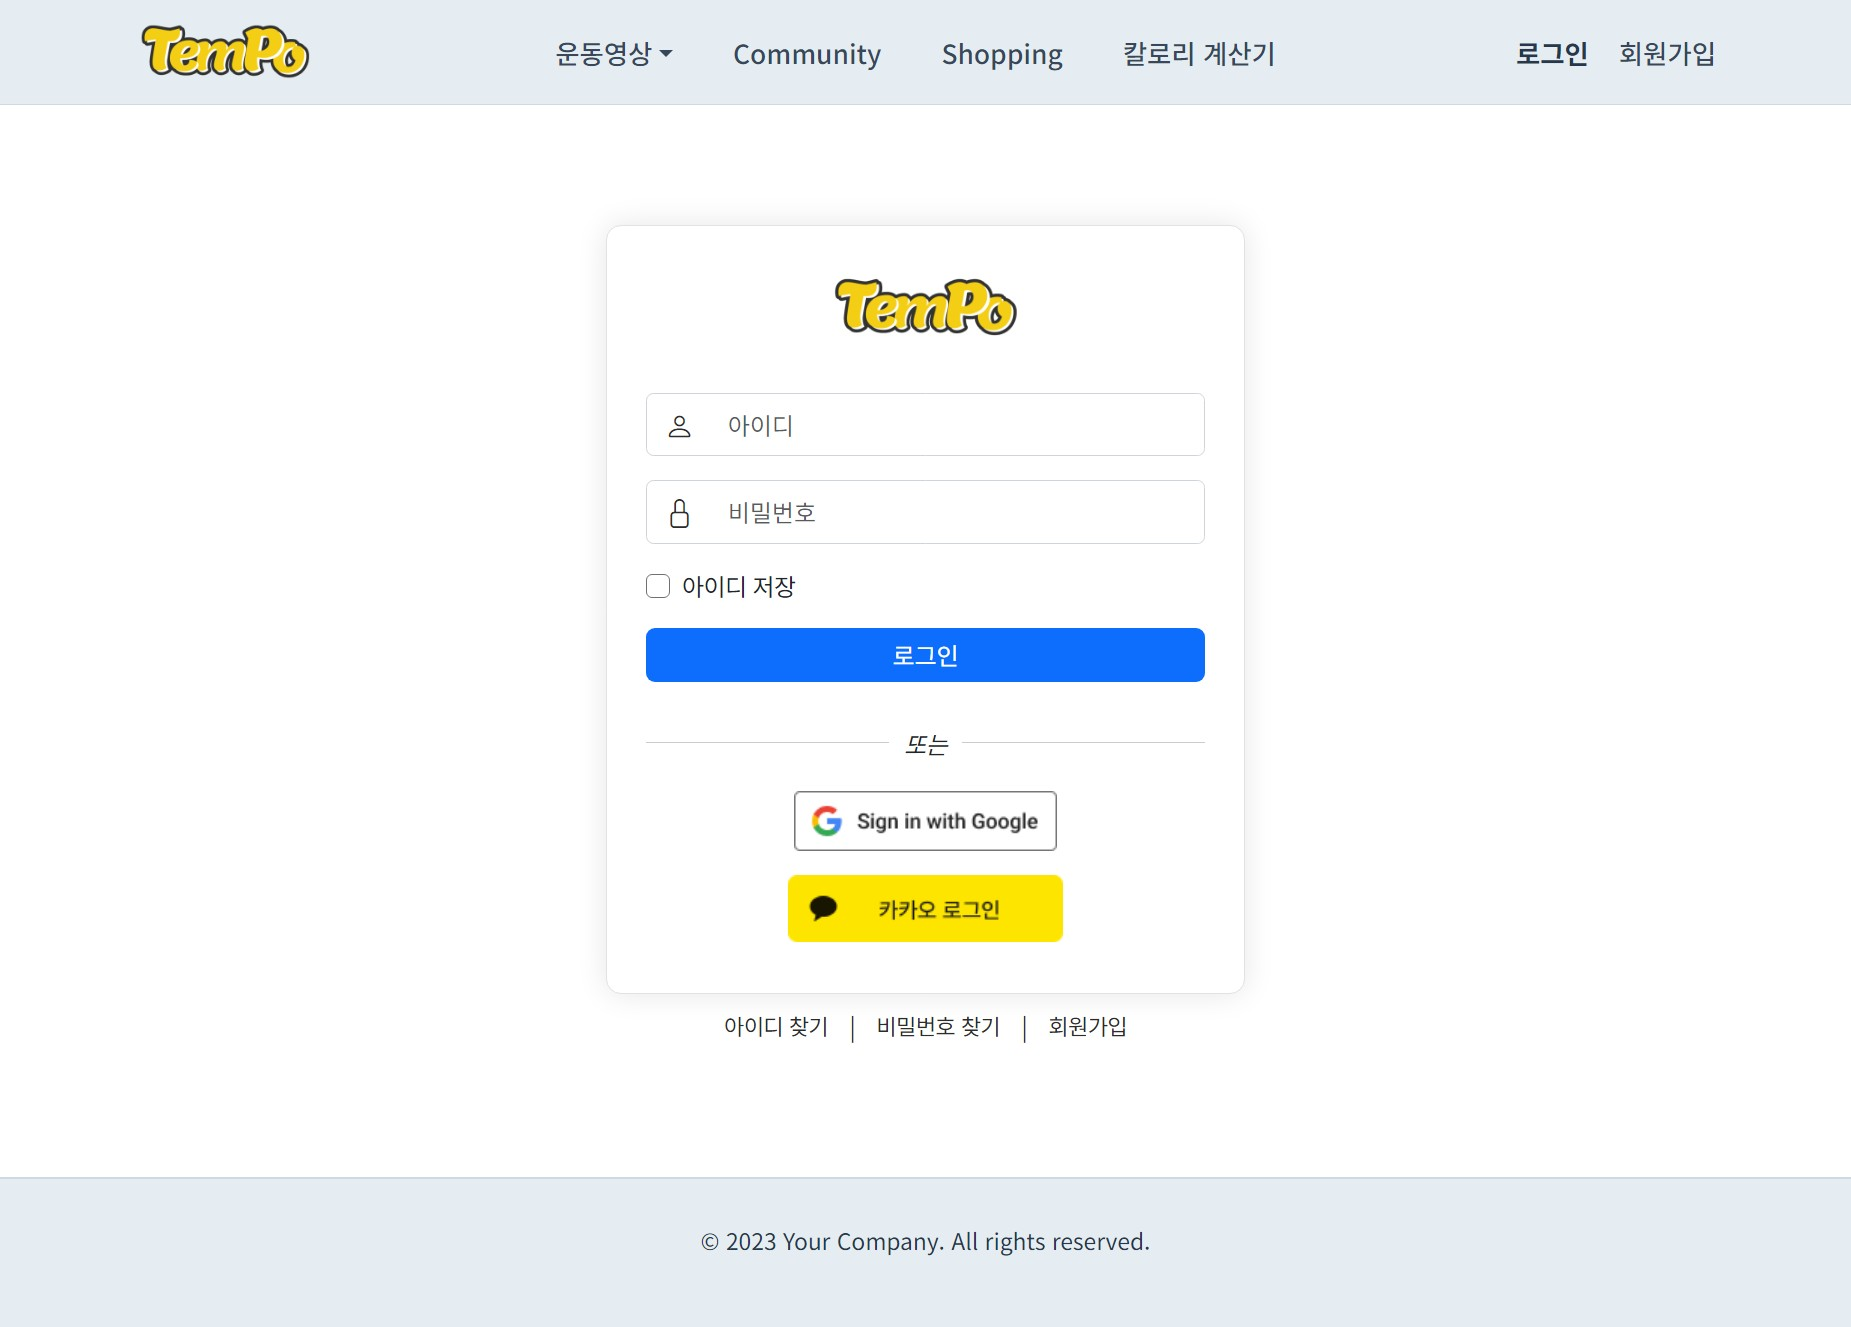 TemPo 운동영상 Community Shopping 칼로리 계산기 로그인 회원가입
TemPo
아이디
비밀번호
아이디 저장
로그인
또는
Sign in with Google
카카오 로그인
아이디 찾기 | 비밀번호 찾기 | 회원가입
© 2023 Your Company. All rights reserved.